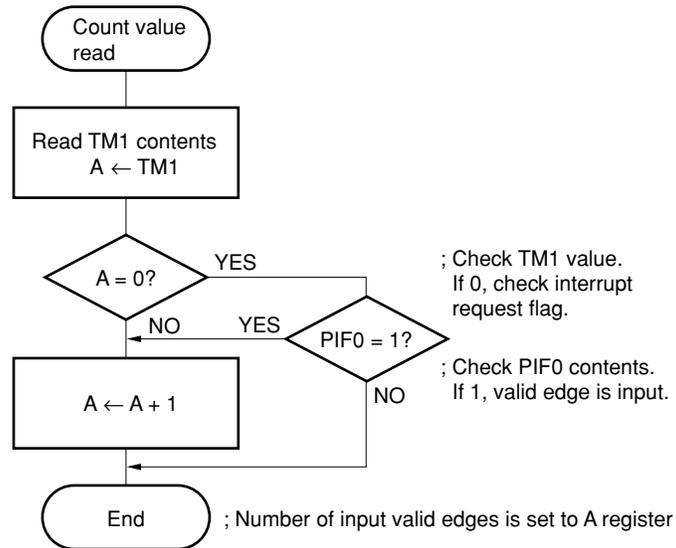 Count value
read
Read TM1 contents
A ← TM1
A = 0?
YES
NO
YES
PIF0 = 1?
NO
; Check TM1 value.
If 0, check interrupt
request flag.
; Check PIF0 contents.
If 1, valid edge is input.
A ← A + 1
End
; Number of input valid edges is set to A register